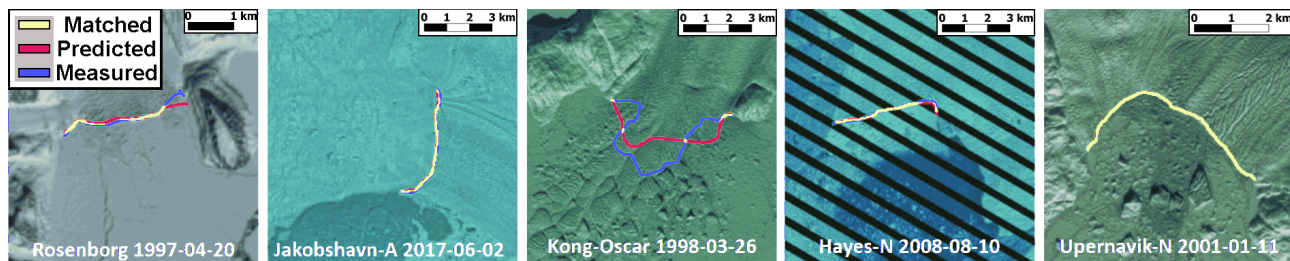 Matched
Predicted
Measured
0 1 km
Rosenborg 1997-04-20
0 1 2 3 km
Jakobshavn-A 2017-06-02
0 1 2 3 km
Kong-Oscar 1998-03-26
0 1 2 3 km
Hayes-N 2008-08-10
0 1 2 km
Upernavik-N 2001-01-11